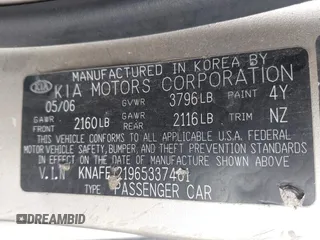 MANUFACTURED IN KOREA BY
KIA KIA MOTORS CORPORATION
05/06 GVWR 3796LB PAINT 4Y
GAWR FRONT 2160LB GAWR REAR 2116LB TRIM NZ
THIS VEHICLE CONFORMS TO ALL APPLICABLE U.S.A. FEDERAL
MOTOR VEHICLE SAFETY, BUMPER, AND THEFT PREVENTION
STANDARDS IN EFFECT ON THE DATE OF MANUFACTURE
SHOWN ABOVE.
TYPE: PASSENGER CAR
DREAMBID